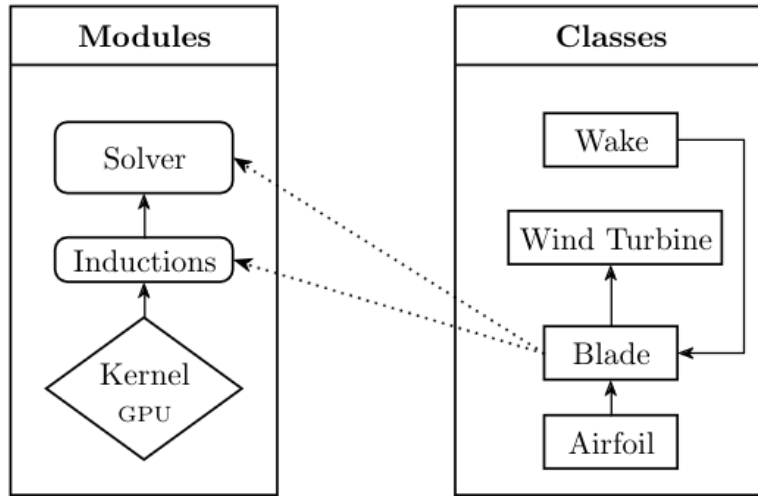 Modules
Solver
Inductions
Kernel
GPU
Classes
Wake
Wind Turbine
Blade
Airfoil